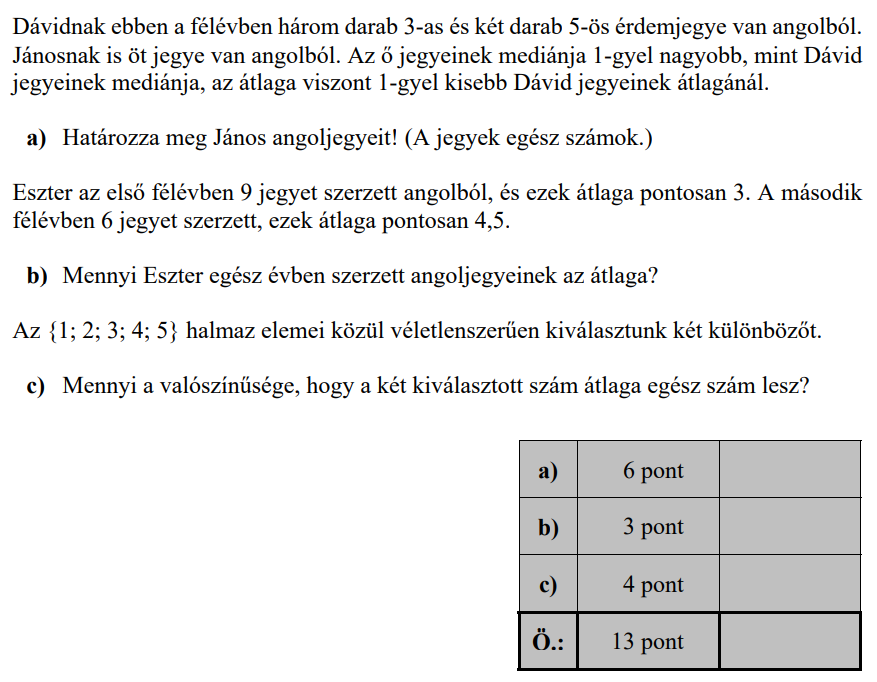 Dávidnak ebben a félévben három darab 3-as és két darab 5-ös érdemjegye van angolból.
Jánosnak is öt jegye van angolból. Az ő jegyeinek mediánja 1-gyel nagyobb, mint Dávid
jegyeinek mediánja, az átlaga viszont 1-gyel kisebb Dávid jegyeinek átlagánál.
a) Határozza meg János angoljegyeit! (A jegyek egész számok.)
Eszter az első félévben 9 jegyet szerzett angolból, és ezek átlaga pontosan 3. A második
félévben 6 jegyet szerzett, ezek átlaga pontosan 4,5.
b) Mennyi Eszter egész évben szerzett angoljegyeinek az átlaga?
Az {1; 2; 3; 4; 5} halmaz elemei közül véletlenszerűen kiválasztunk két különbözőt.
c) Mennyi a valószínűsége, hogy a két kiválasztott szám átlaga egész szám lesz?
a) 6 pont
b) 3 pont
c) 4 pont
Ö.: 13 pont